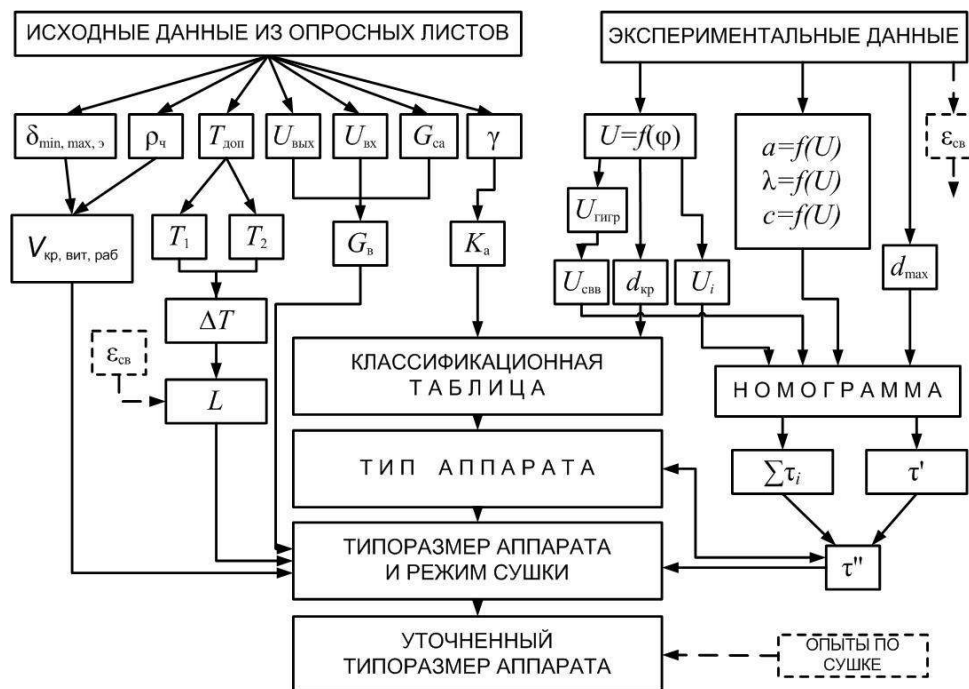 ИСХОДНЫЕ ДАННЫЕ ИЗ ОПРОСНЫХ ЛИСТОВ
ЭКСПЕРИМЕНТАЛЬНЫЕ ДАННЫЕ
δmin, max, э
ρч
Tдоп
Uвых
Uвх
Gса
γ
U=f(φ)
a=f(U)
λ=f(U)
c=f(U)
εсв
Uгигр
Vкр, вит, раб
T1
T2
Gв
Kа
Uсвв
dкр
Ui
dmax
ΔT
εсв
L
КЛАССИФИКАЦИОННАЯ
ТАБЛИЦА
НОМОГРАММА
ТИП АППАРАТА
∑τi
τ'
ТИПОРАЗМЕР АППАРАТА
И РЕЖИМ СУШКИ
τ"
УТОЧНЕННЫЙ
ТИПОРАЗМЕР АППАРАТА
ОПЫТЫ ПО
СУШКЕ